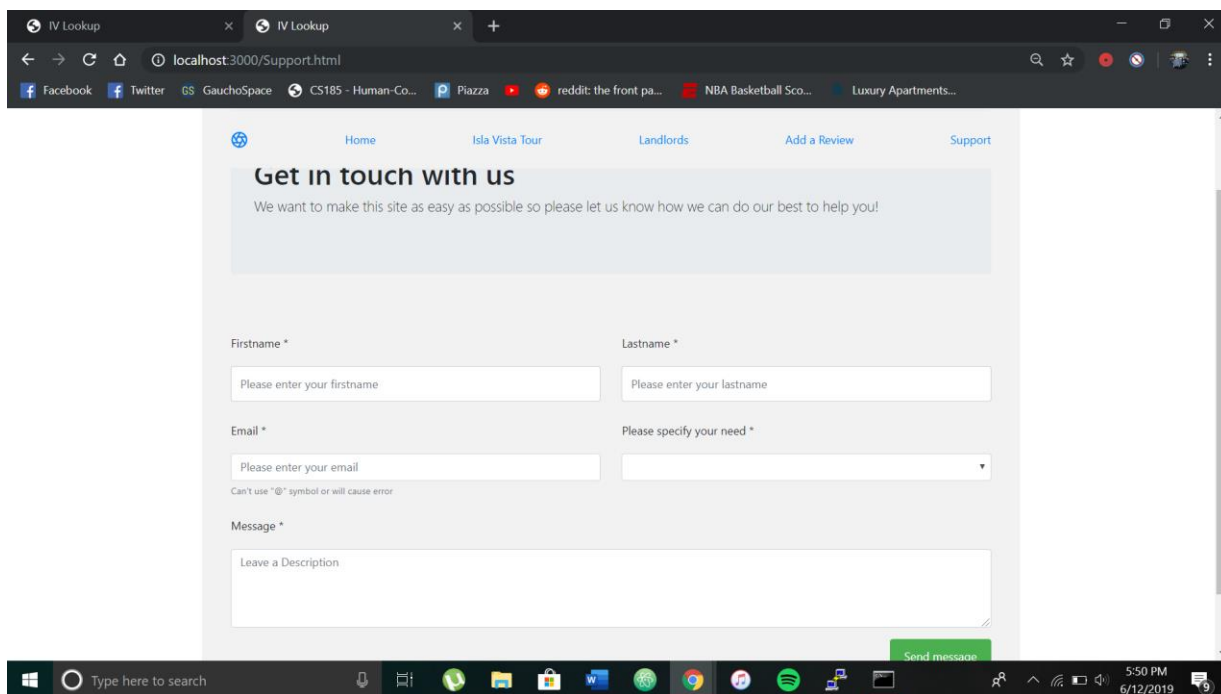 IV Lookup
IV Lookup
localhost:3000/Support.html
Facebook Twitter GS GauchoSpace CS185 - Human-Co... Piazza reddit: the front pa... NBA Basketball Sco... Luxury Apartments...
Home Isla Vista Tour Landlords Add a Review Support
Get in touch with us
We want to make this site as easy as possible so please let us know how we can do our best to help you!
Firstname * Lastname *
Please enter your firstname Please enter your lastname
Email * Please specify your need *
Please enter your email
Can't use "@" symbol or will cause error
Message *
Leave a Description
Send message
Type here to search
5:50 PM
6/12/2019